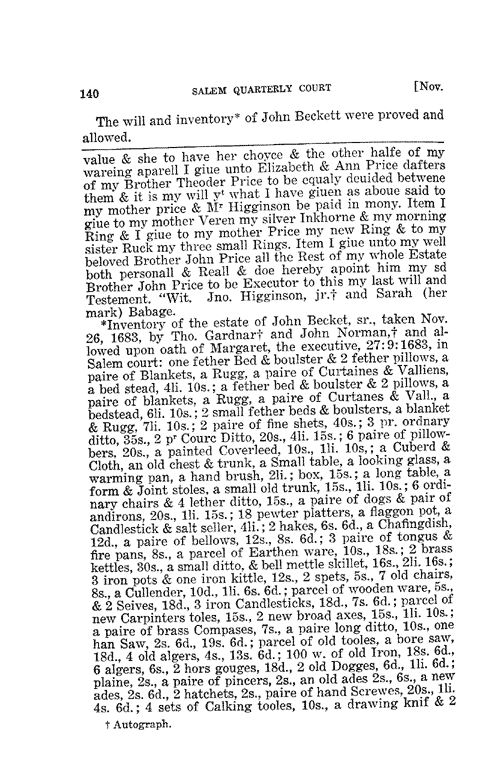 140 SALEM QUARTERLY COURT [Nov.
The will and inventory* of John Beckett were proved and
allowed.
value & she to have her choyce & the other halfe of my
wareing aparell I giue unto Elizabeth & Ann Price dafters
of my Brother Theoder Price to be equaly deuided betwene
them & it is my will yt what I have giuen as aboue said to
my mother price & Mr Higginson be paid in mony. Item I
giue to my mother Veren my silver Inkhorne & my morning
Ring & I giue to my mother Price my new Ring & to my
sister Ruck my three small Rings. Item I giue unto my well
beloved Brother John Price all the Rest of my whole Estate
both personall & Reall & doe hereby apoint him my sd
Brother John Price to be Executor to this my last will and
Testement. "Wit. Jno. Higginson, jr.† and Sarah (her
mark) Babage.
*Inventory of the estate of John Becket, sr., taken Nov.
26, 1683, by Tho. Gardnar† and John Norman,† and al-
lowed upon oath of Margaret, the executive, 27:9:1683, in
Salem court: one fether Bed & boulster & 2 fether pillows, a
paire of Blankets, a Rugg, a paire of Curtaines & Valliens,
a bed stead, 4li. 10s.; a fether bed & boulster & 2 pillows, a
paire of blankets, a Rugg, a paire of Curtanes & Vall., a
bedstead, 6li. 10s.; 2 small fether beds & boulsters, a blanket
& Rugg, 7li. 10s.; 2 paire of fine shets, 40s.; 3 pr. ordnary
ditto, 35s., 2 pr Courc Ditto, 20s., 4li. 15s.; 6 paire of pillow-
bers, 20s., a painted Coverleed, 10s., 1li. 10s.; a Cuberd &
Cloth, an old chest & trunk, a Small table, a looking glass, a
warming pan, a hand brush, 2li.; box, 15s.; a long table, a
form & Joint stoles, a small old trunk, 15s., 1li. 10s.; 6 ordi-
nary chairs & 4 lether ditto, 15s., a paire of dogs & pair of
andirons, 20s., 1li. 15s.; 18 pewter platters, a flaggon pot, a
Candlestick & salt seller, 4li.; 2 hakes, 6s. 6d., a Chafingdish,
12d., a paire of bellows, 12s., 8s. 6d.; 3 paire of tongus &
fire pans, 8s., a parcel of Earthen ware, 10s., 18s.; 2 brass
kettles, 30s., a small ditto, & bell mettle skillet, 16s., 2li. 16s.;
3 iron pots & one iron kittle, 12s., 2 spets, 5s., 7 old chairs,
8s., a Cullender, 10d., 1li. 6s. 6d.; parcel of wooden ware, 5s.,
& 2 Seives, 18d., 3 iron Candlesticks, 18d., 7s. 6d.; parcel of
new Carpinters toles, 15s., 2 new broad axes, 15s., 1li. 10s.;
a paire of brass Compases, 7s., a paire long ditto, 10s., one
han Saw, 2s. 6d., 19s. 6d.; parcel of old tooles, a bore saw,
18d., 4 old algers, 4s., 13s. 6d.; 100 w. of old Iron, 18s. 6d.,
6 algers, 6s., 2 hors gouges, 18d., 2 old Dogges, 6d., 1li. 6d.;
plaine, 2s., a paire of pincers, 2s., an old ades 2s., 6s., a new
ades, 2s. 6d., 2 hatchets, 2s., paire of hand Screwes, 20s., 1li.
4s. 6d.; 4 sets of Calking tooles, 10s., a drawing knif & 2
† Autograph.